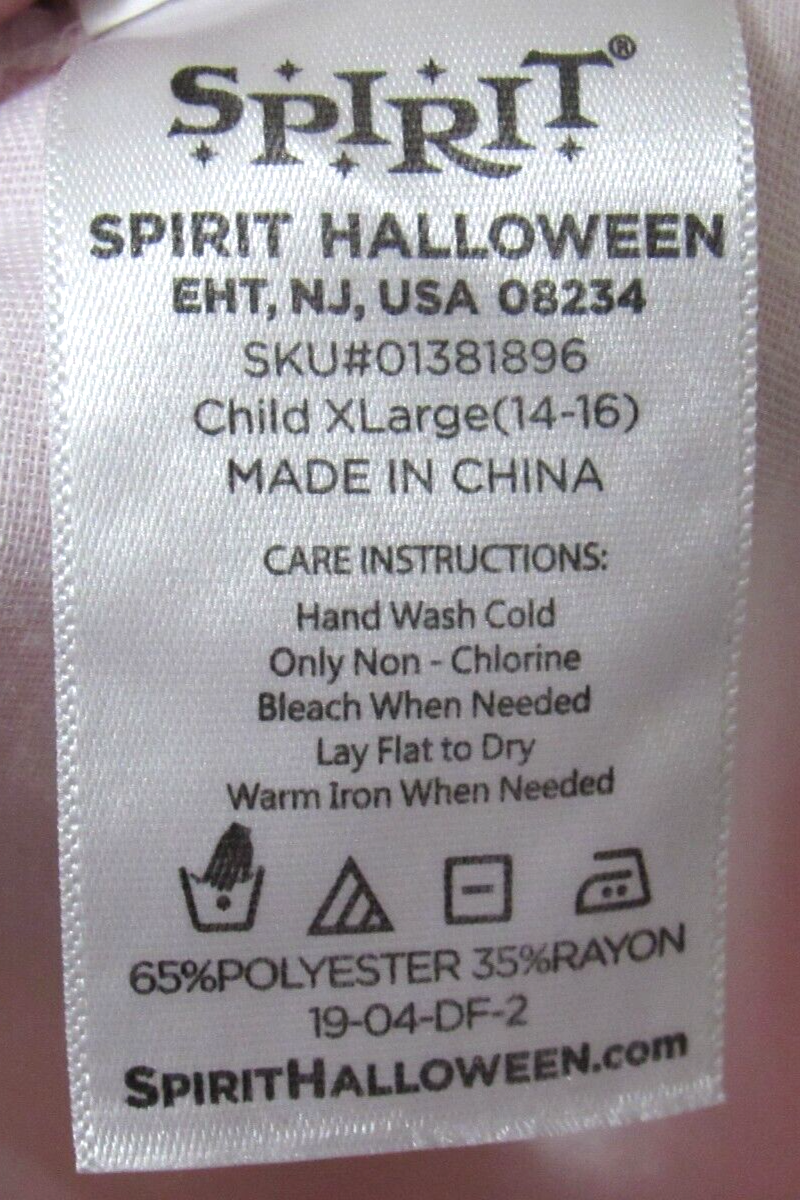 SPIRIT®
SPIRIT HALLOWEEN
EHT, NJ, USA 08234
SKU#01381896
Child XLarge(14-16)
MADE IN CHINA
CARE INSTRUCTIONS:
Hand Wash Cold
Only Non - Chlorine
Bleach When Needed
Lay Flat to Dry
Warm Iron When Needed
65%POLYESTER 35%RAYON
19-04-DF-2
SPIRITHALLOWEEN.com